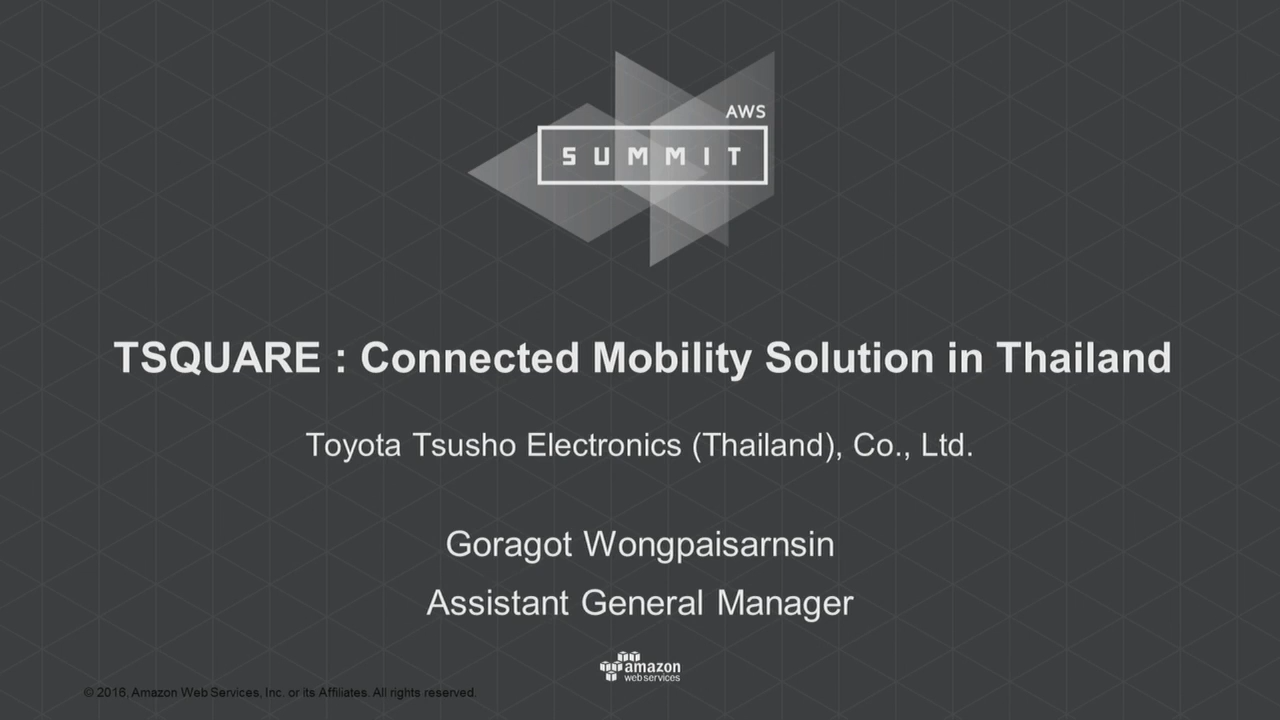 AWS
SUMMIT
TSQUARE : Connected Mobility Solution in Thailand
Toyota Tsusho Electronics (Thailand), Co., Ltd.
Goragot Wongpaisarnsin
Assistant General Manager
amazon
web services
© 2016, Amazon Web Services, Inc. or its Affiliates. All rights reserved.